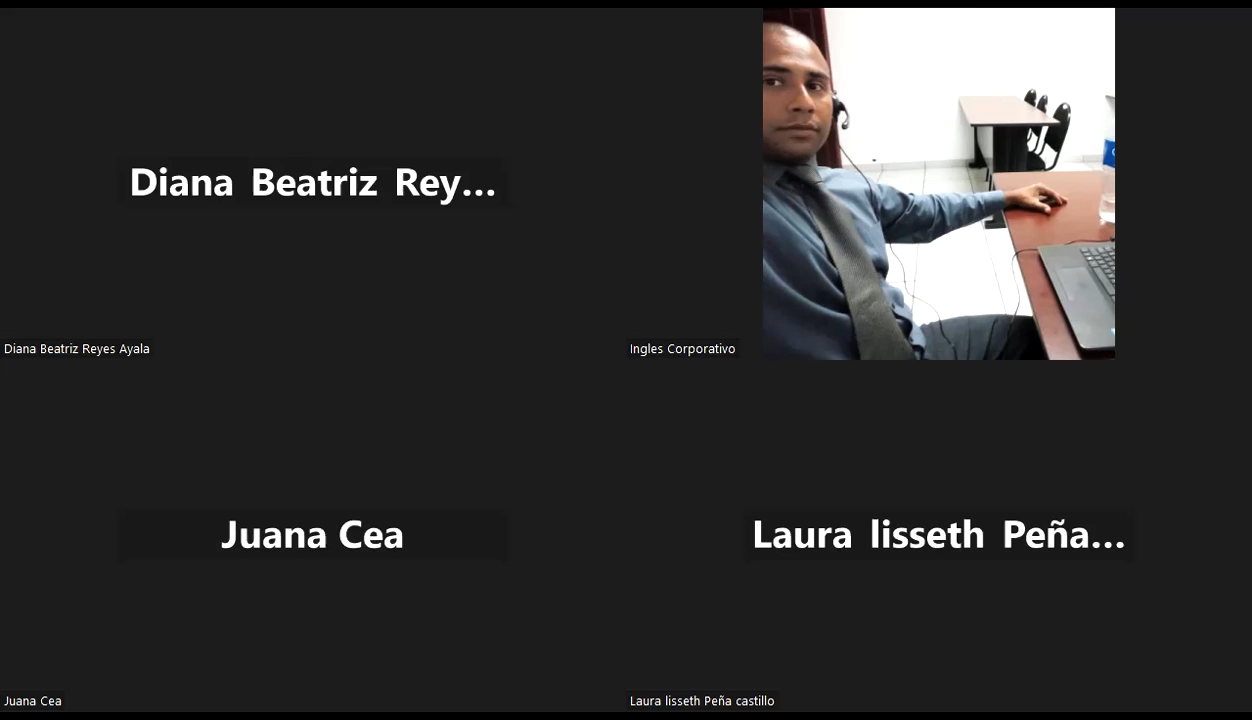 Diana Beatriz Rey...
Diana Beatriz Reyes Ayala
Ingles Corporativo
Juana Cea
Laura lisseth Peña...
Juana Cea
Laura lisseth Peña castillo